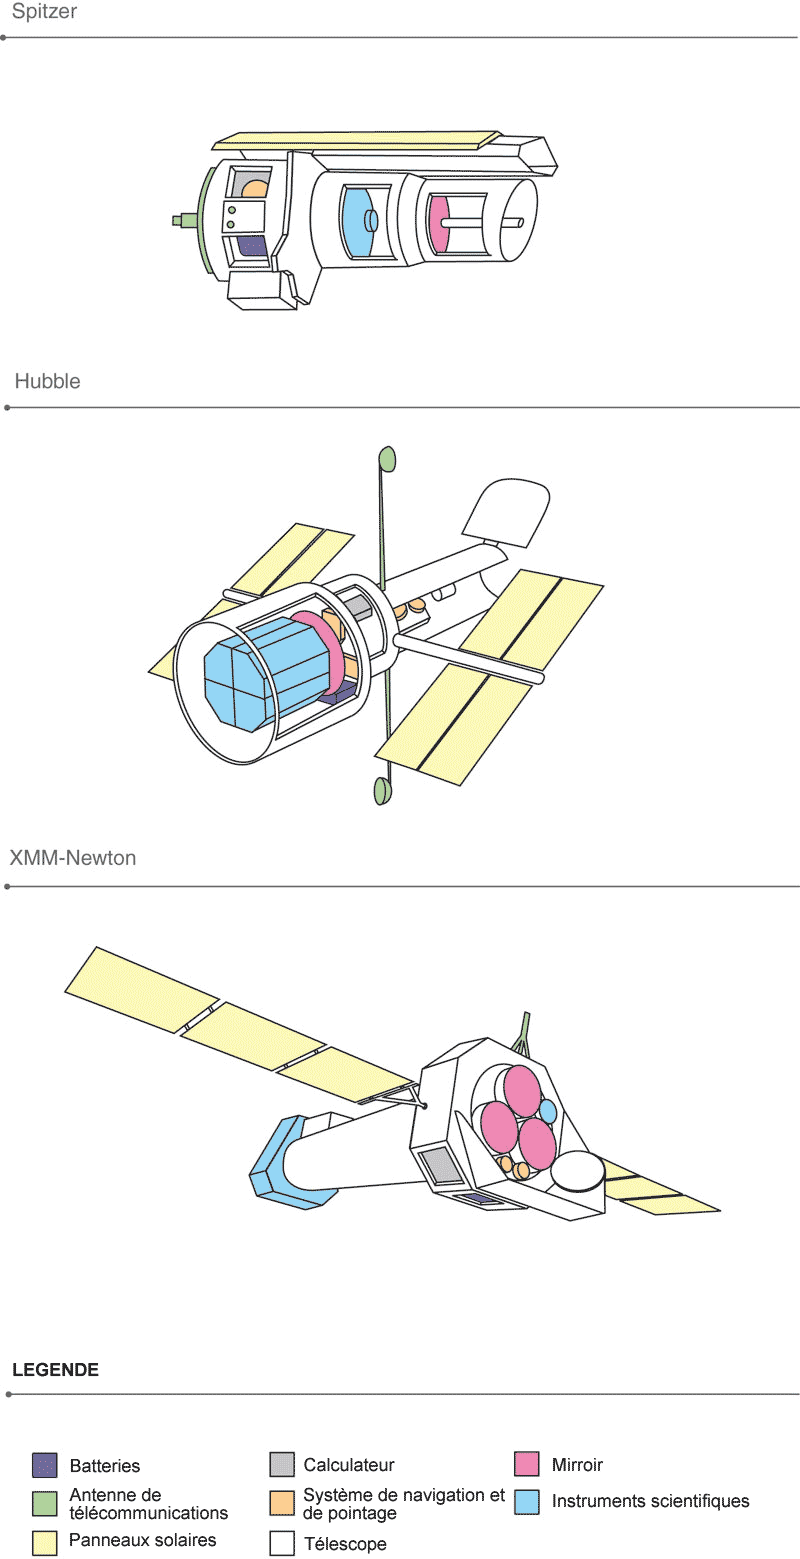 Spitzer
Hubble
XMM-Newton
LEGENDE
Batteries
Calculateur
Mirroir
Antenne de
télécommunications
Système de navigation et
de pointage
Instruments scientifiques
Panneaux solaires
Télescope